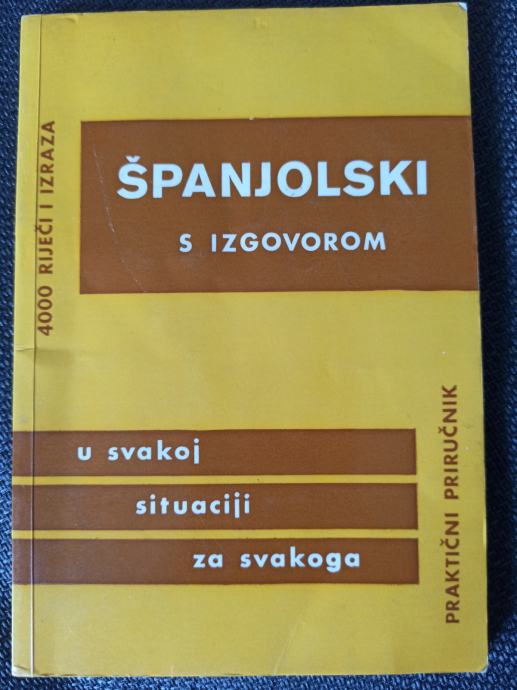 4000 RIJEČI I IZRAZA
ŠPANJOLSKI
S IZGOVOROM
u svakoj
situaciji
za svakoga
PRAKTIČNI PRIRUČNIK